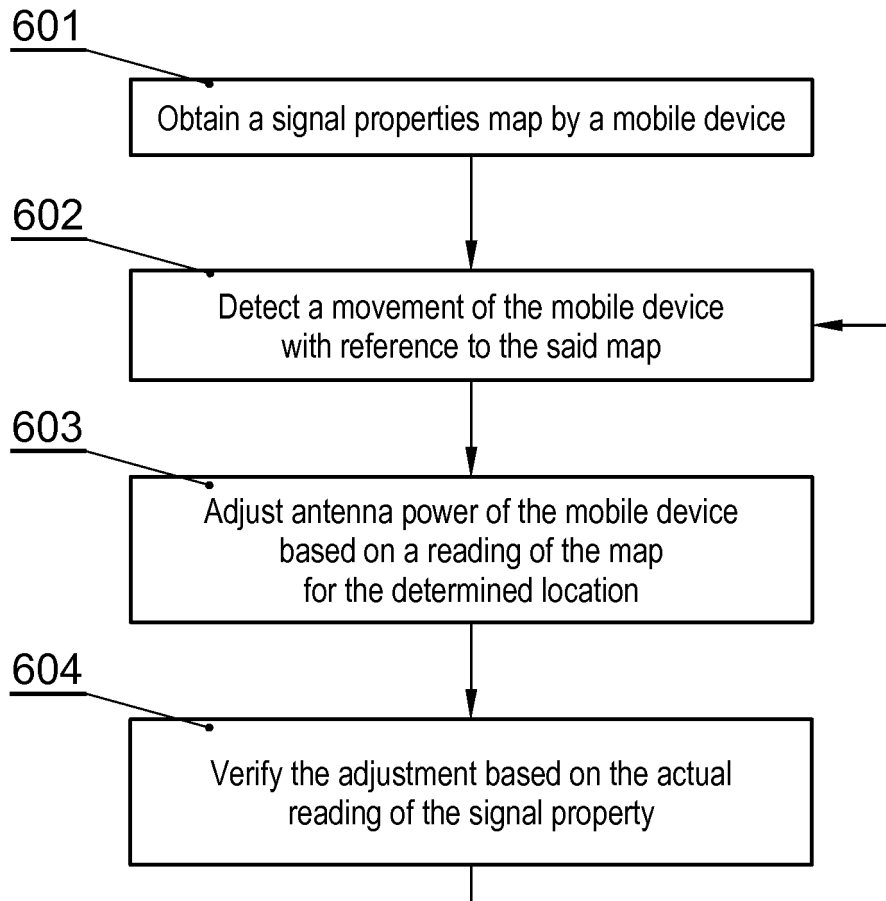 601
Obtain a signal properties map by a mobile device
602
Detect a movement of the mobile device
with reference to the said map
603
Adjust antenna power of the mobile device
based on a reading of the map
for the determined location
604
Verify the adjustment based on the actual
reading of the signal property